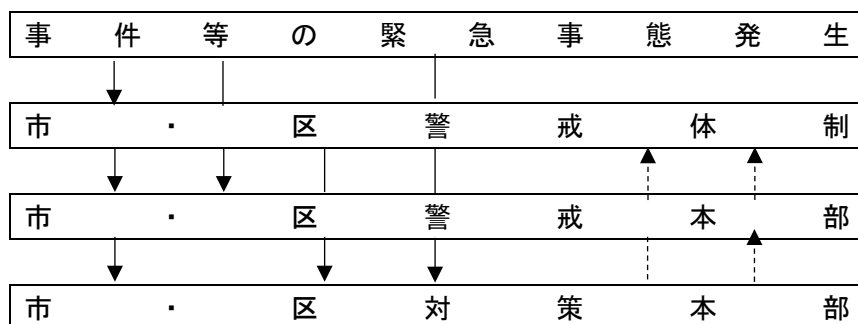 事件等の緊急事態発生
市・区警戒体制
市・区警戒本部
市・区対策本部